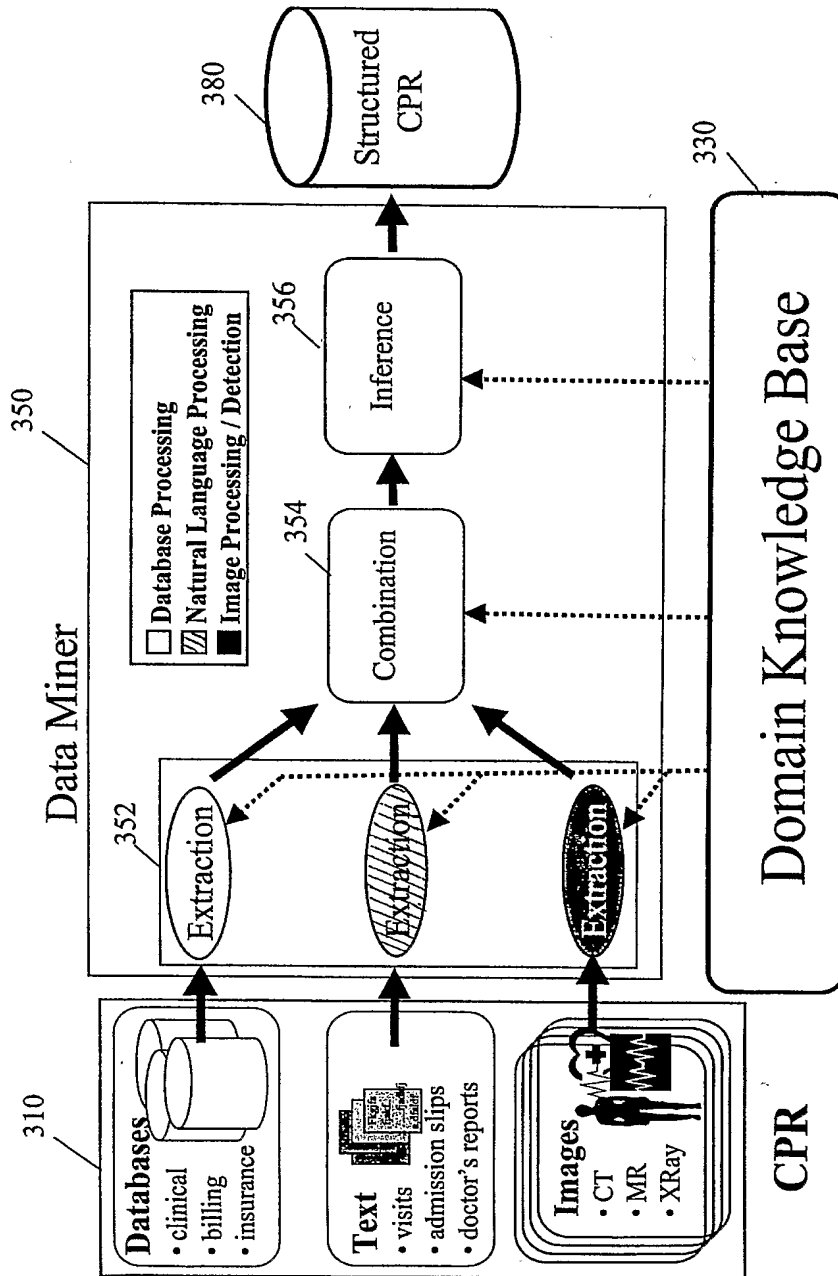 310
Databases
• clinical
• billing
• insurance
Text
• visits
• admission slips
• doctor's reports
Images
• CT
• MR
• XRay
CPR
Data Miner
350
352
Extraction
Extraction
Extraction
Database Processing
Natural Language Processing
Image Processing / Detection
354
Combination
356
Inference
380
Structured
CPR
330
Domain Knowledge Base